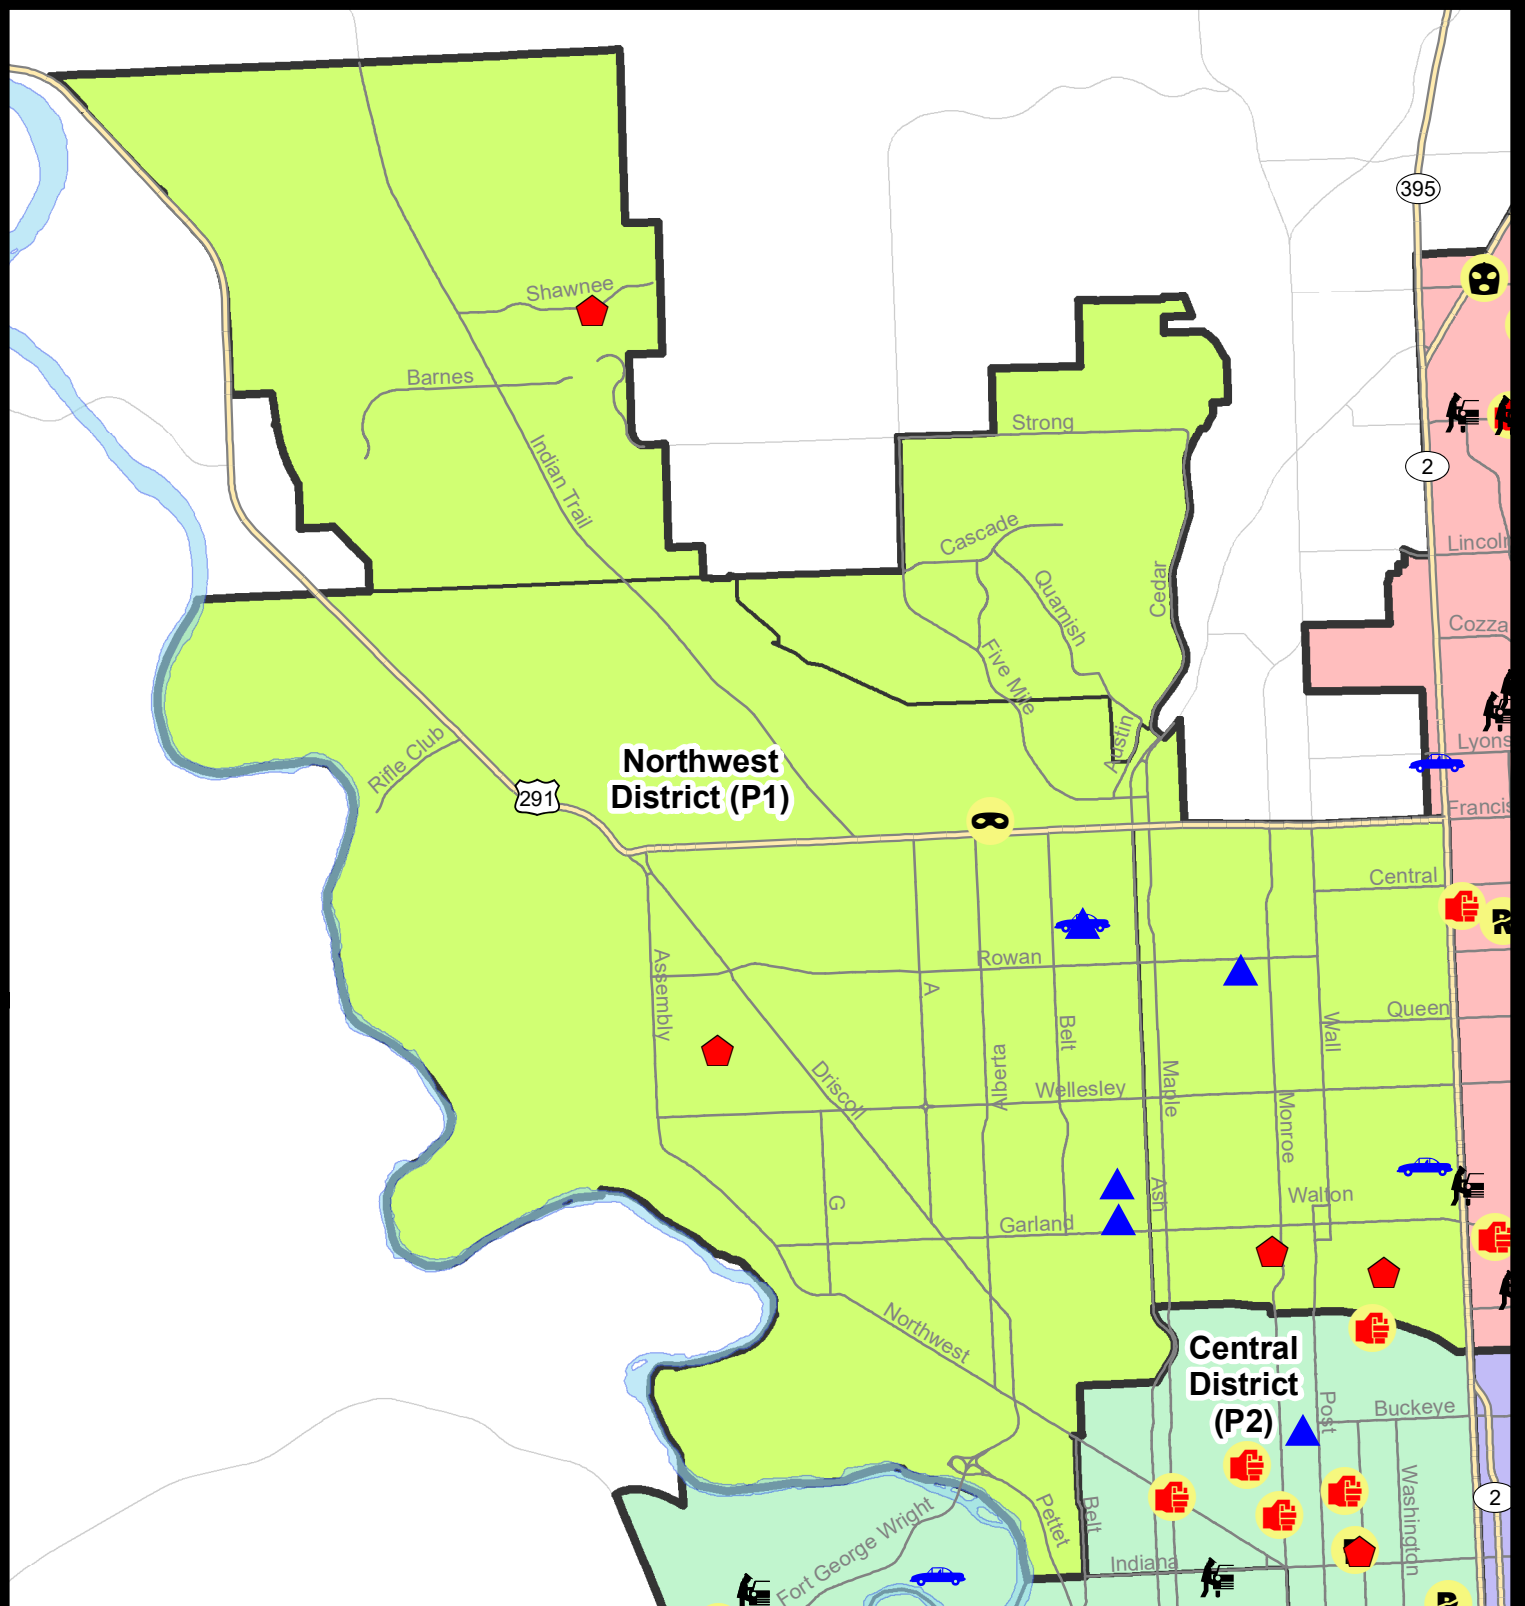 395
Shawnee
Barnes
Strong
Indian Trail
2
Cascade
Quamish
Cedar
Lincoln
Cozza
Five Mile
Austin
Lyons
Rifle Club
Northwest
District (P1)
291
Francis
Central
Assembly
Rowan
A
Belt
Queen
Wall
Driscoll
Alberta
Wellesley
Maple
Monroe
G
Ash
Walton
Garland
Northwest
Central
District
(P2)
Post
Buckeye
Washington
2
Fort George Wright
Pettet
Belt
Indiana
R